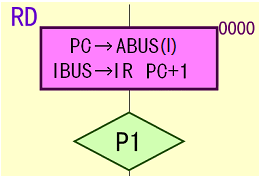 RD
0000
PC→ABUS(I)
IBUS→IR PC+1
P1